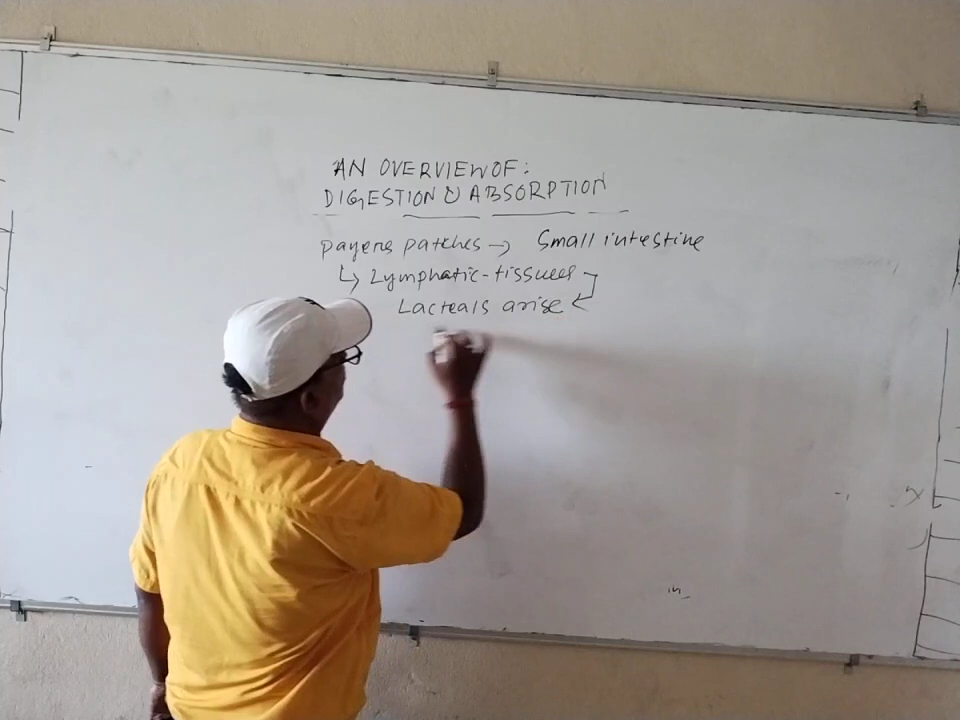 AN OVERVIEW OF:
DIGESTION & ABSORPTION
Payers patches → Small intestine
↳ Lymphatic-tissues
Lacteals arise ←